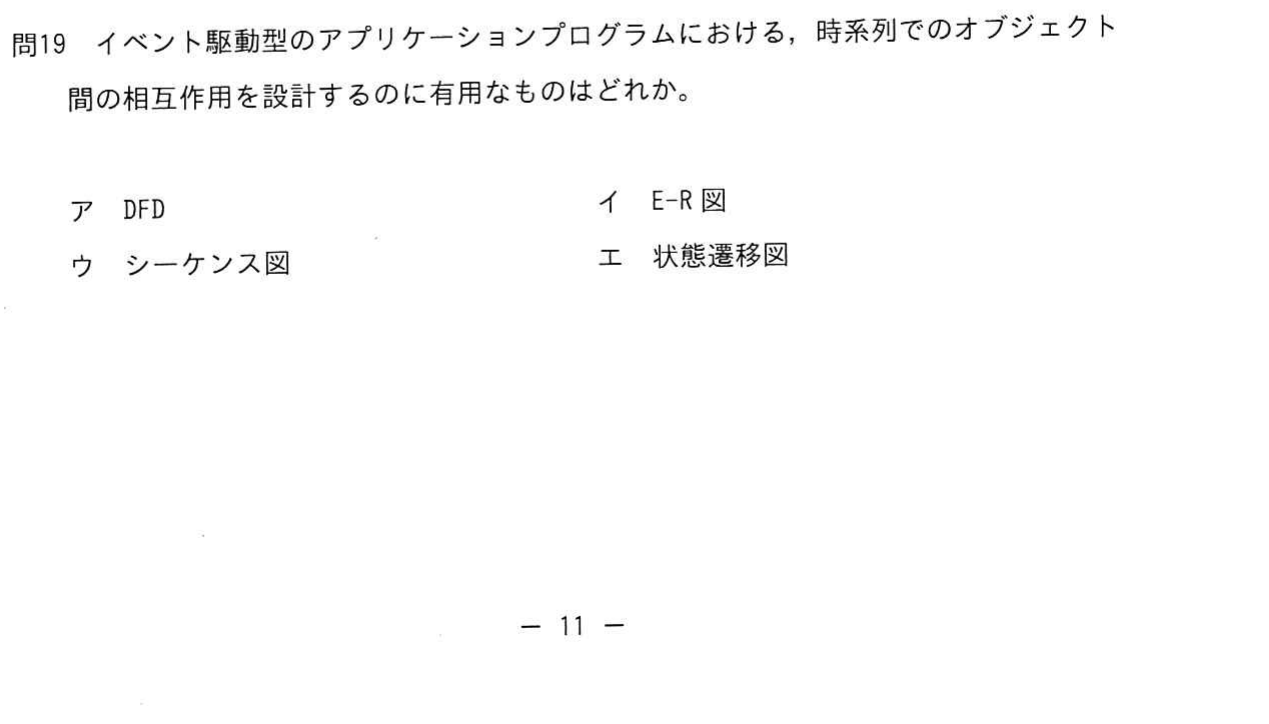 問19　イベント駆動型のアプリケーションプログラムにおける，時系列でのオブジェクト
間の相互作用を設計するのに有用なものはどれか。
ア　DFD
イ　E-R図
ウ　シーケンス図
エ　状態遷移図
－ 11 －